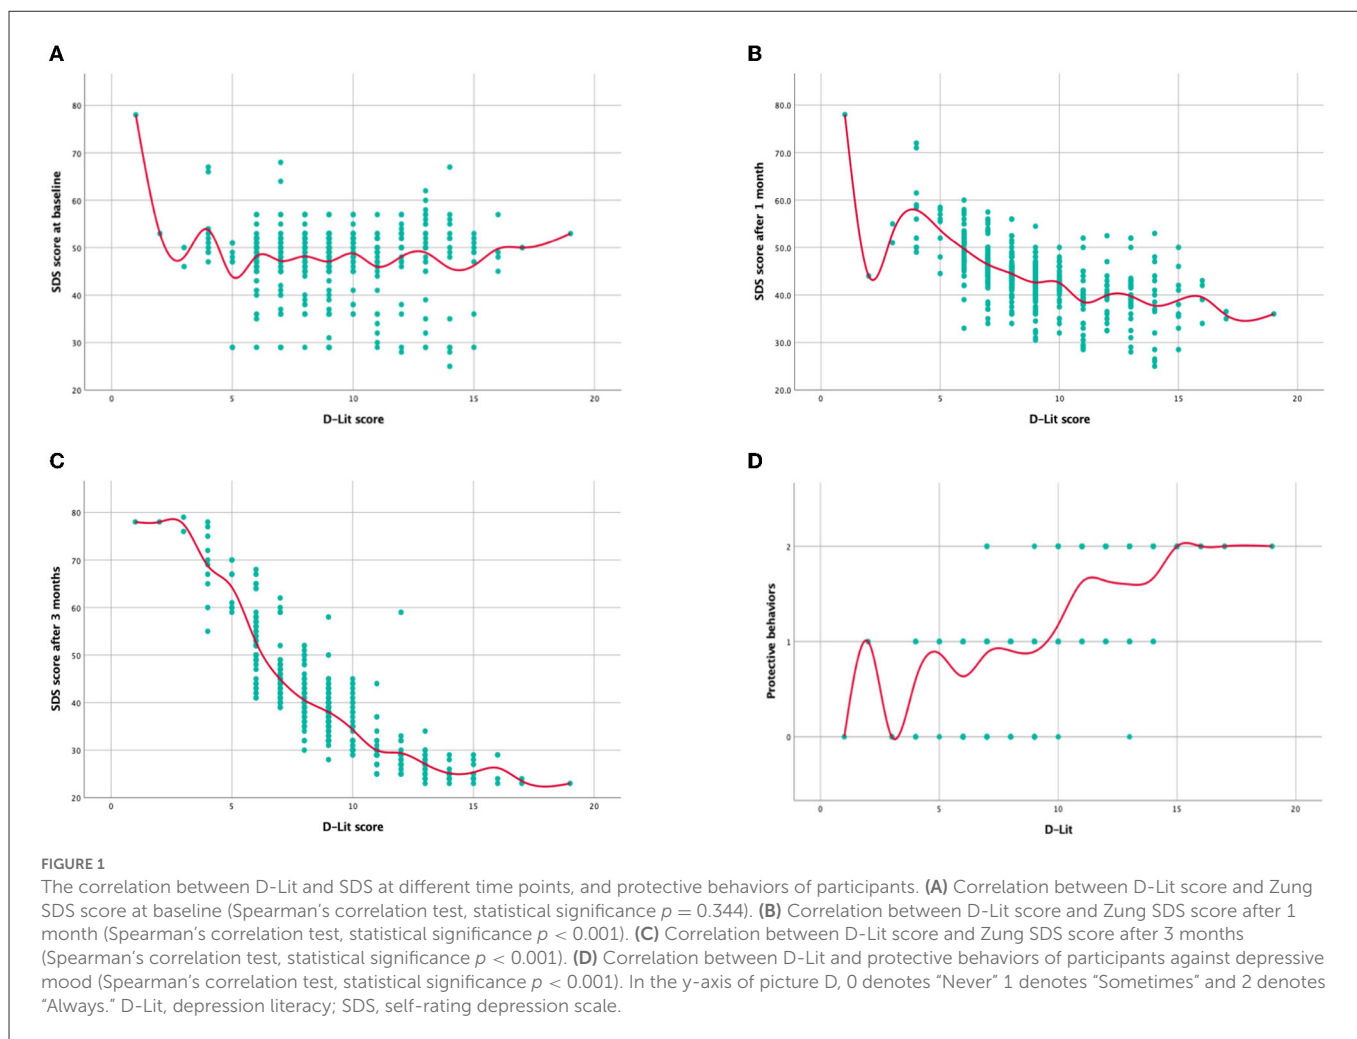 A
SDS score at baseline
80
70
60
50
40
30
20
0 5 10 15 20
D-Lit score
B
SDS score after 1 month
80.0
70.0
60.0
50.0
40.0
30.0
20.0
0 5 10 15 20
D-Lit score
C
SDS score after 3 months
80
70
60
50
40
30
20
0 5 10 15 20
D-Lit score
D
Protective behaviors
2
1
0
0 5 10 15 20
D-Lit
FIGURE 1
The correlation between D-Lit and SDS at different time points, and protective behaviors of participants. (A) Correlation between D-Lit score and Zung
SDS score at baseline (Spearman's correlation test, statistical significance p = 0.344). (B) Correlation between D-Lit score and Zung SDS score after 1
month (Spearman's correlation test, statistical significance p < 0.001). (C) Correlation between D-Lit score and Zung SDS score after 3 months
(Spearman's correlation test, statistical significance p < 0.001). (D) Correlation between D-Lit and protective behaviors of participants against depressive
mood (Spearman's correlation test, statistical significance p < 0.001). In the y-axis of picture D, 0 denotes "Never" 1 denotes "Sometimes" and 2 denotes
"Always." D-Lit, depression literacy; SDS, self-rating depression scale.